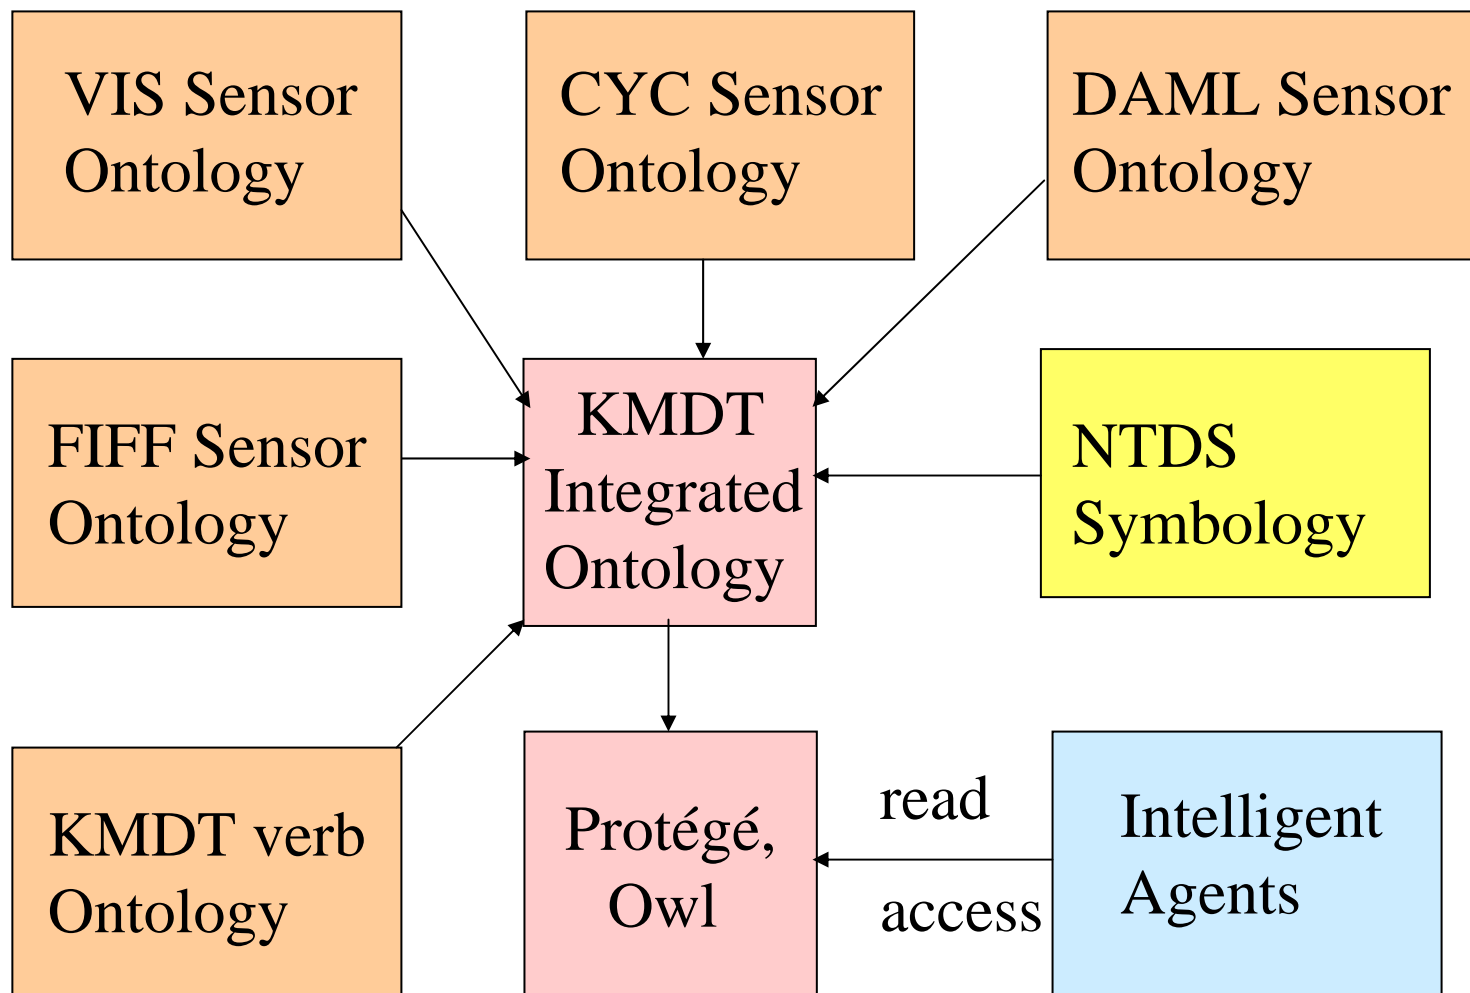 VIS Sensor
Ontology
CYC Sensor
Ontology
DAML Sensor
Ontology
FIFF Sensor
Ontology
KMDT
Integrated
Ontology
NTDS
Symbology
KMDT verb
Ontology
Protégé,
Owl
read
access
Intelligent
Agents